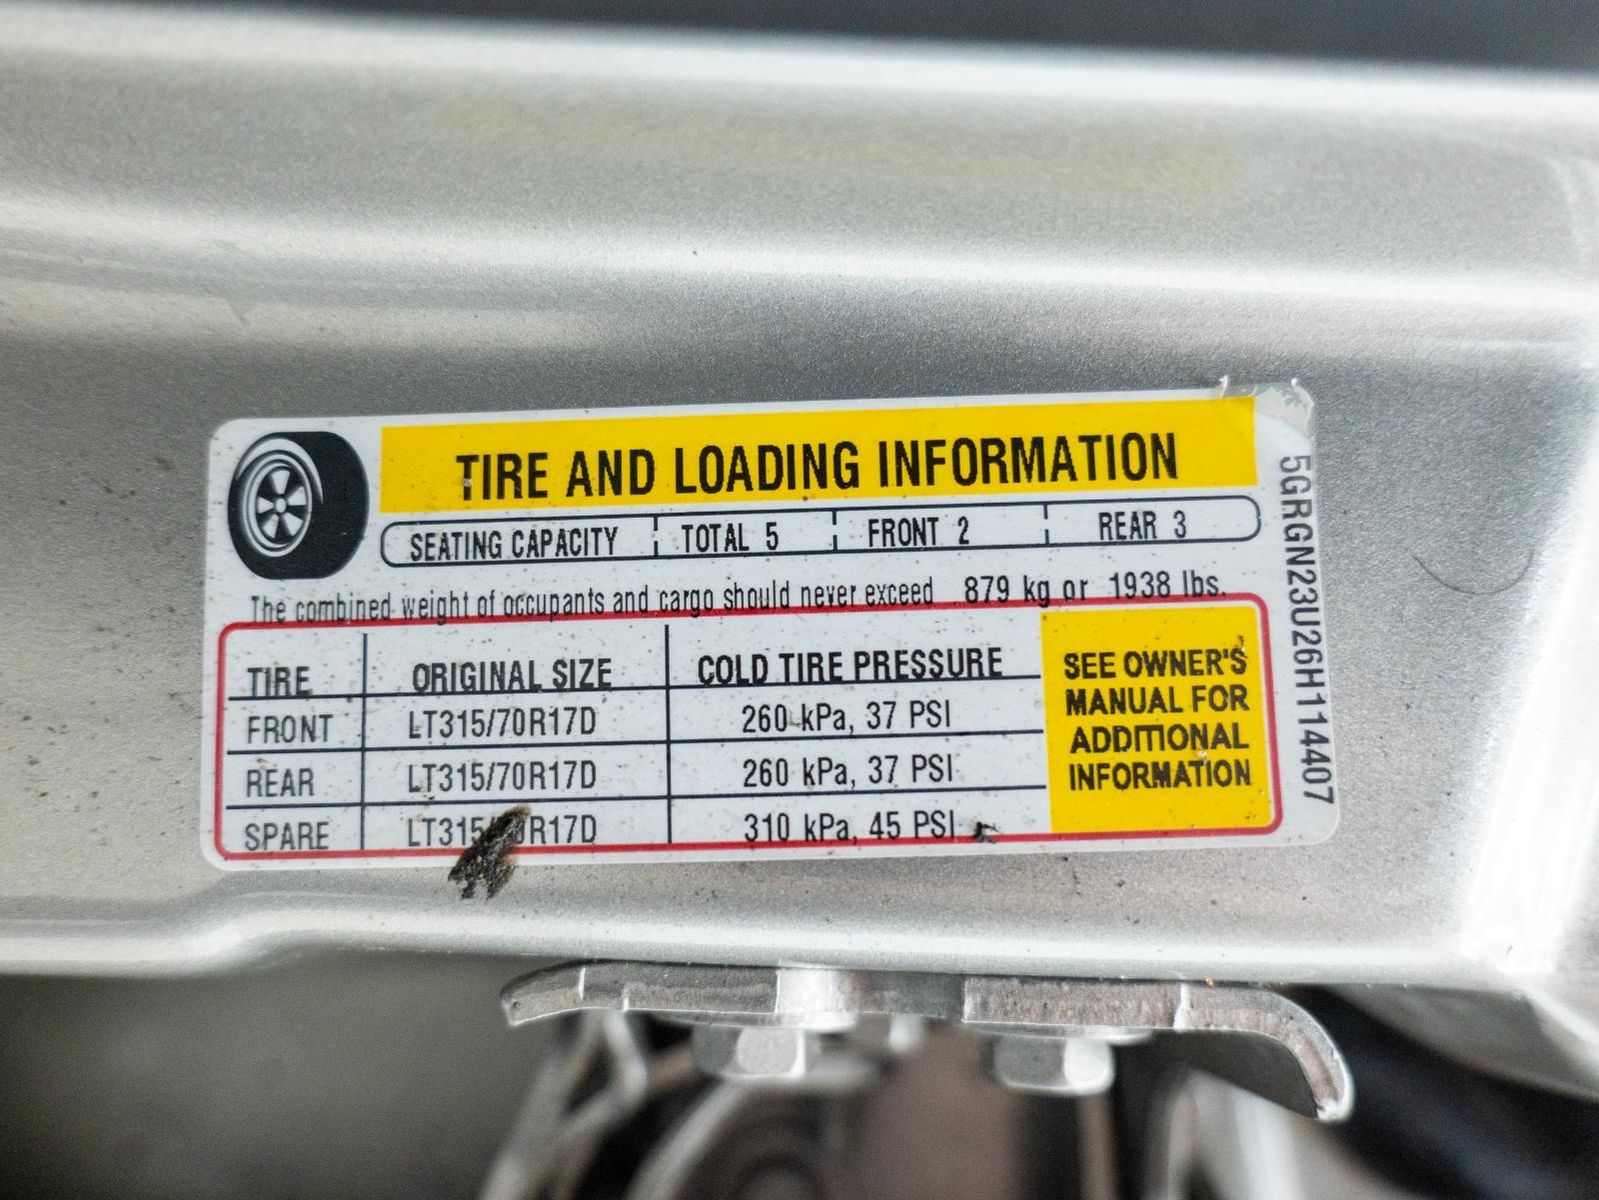 TIRE AND LOADING INFORMATION
SEATING CAPACITY TOTAL 5 FRONT 2 REAR 3
The combined weight of occupants and cargo should never exceed 879 kg or 1938 lbs.
TIRE ORIGINAL SIZE COLD TIRE PRESSURE
FRONT LT315/70R17D 260 kPa, 37 PSI
REAR LT315/70R17D 260 kPa, 37 PSI
SPARE LT315/70R17D 310 kPa, 45 PSI
SEE OWNER'S
MANUAL FOR
ADDITIONAL
INFORMATION
5GRGN23U26H114407